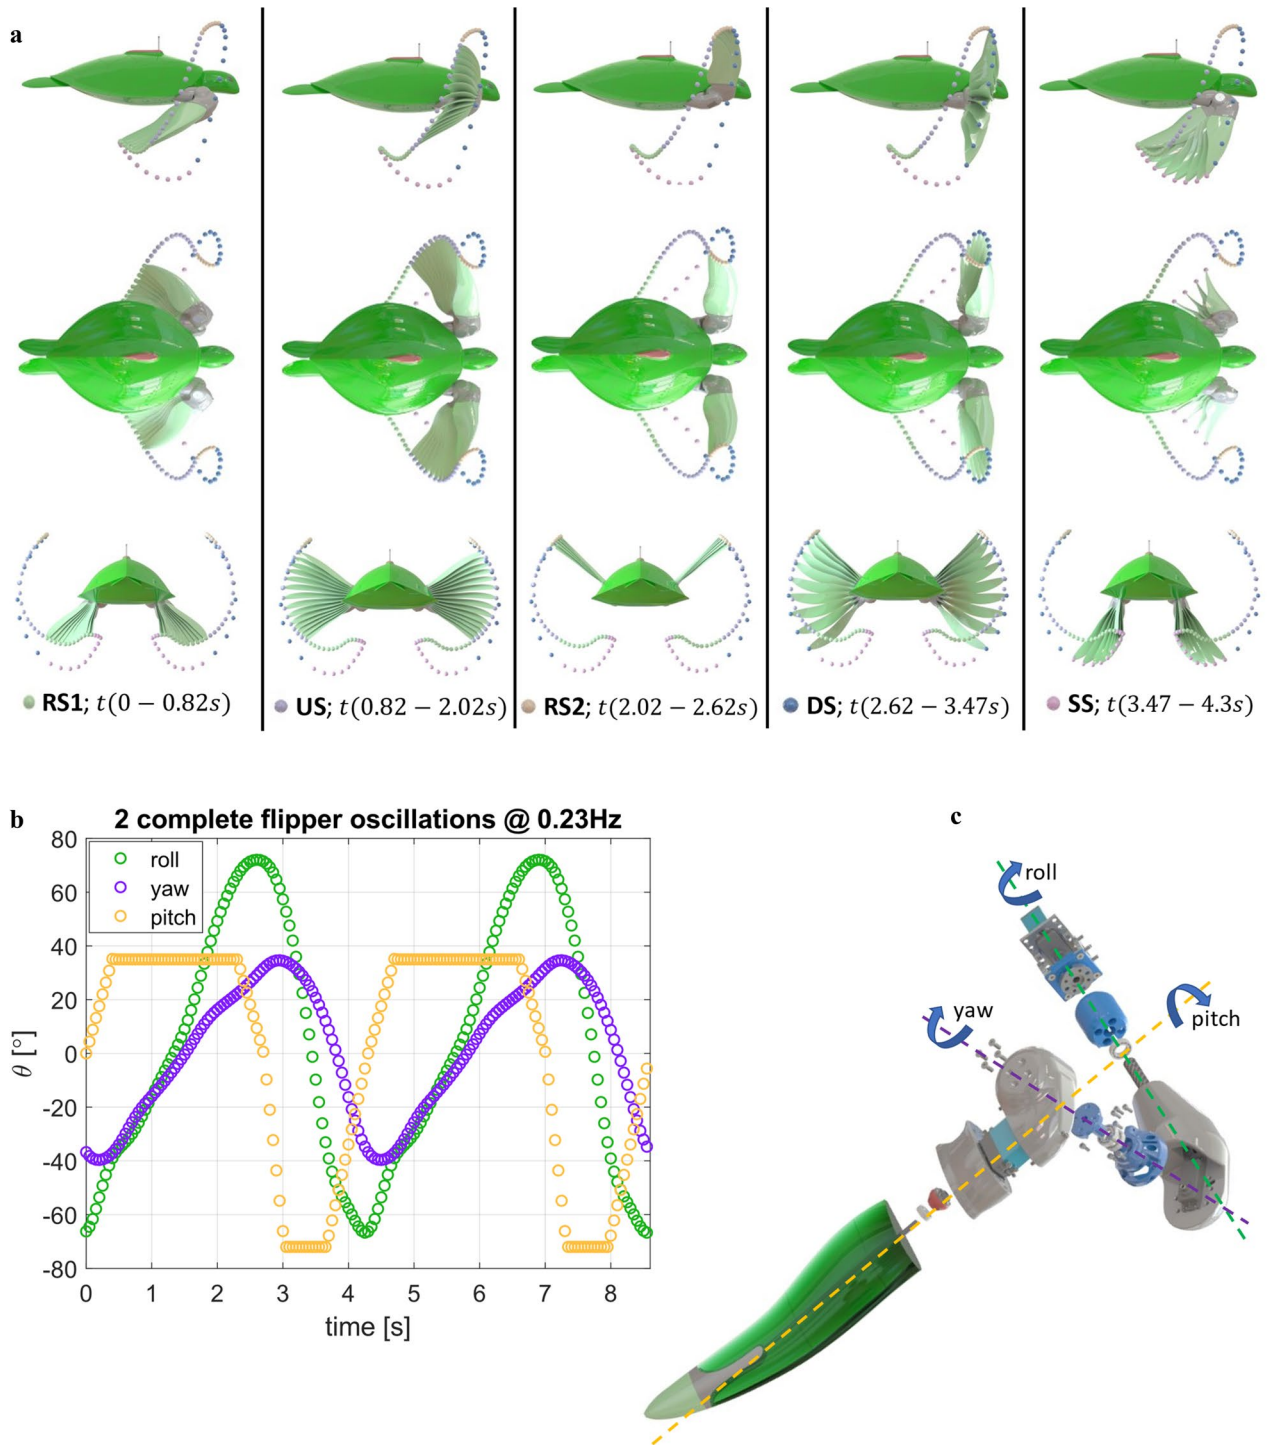 a
RS1; t(0 − 0.82s)
US; t(0.82 − 2.02s)
RS2; t(2.02 − 2.62s)
DS; t(2.62 − 3.47s)
SS; t(3.47 − 4.3s)
b
2 complete flipper oscillations @ 0.23Hz
80
60
40
20
0
-20
-40
-60
-80
θ [°]
roll
yaw
pitch
0 1 2 3 4 5 6 7 8
time [s]
c
roll
yaw
pitch